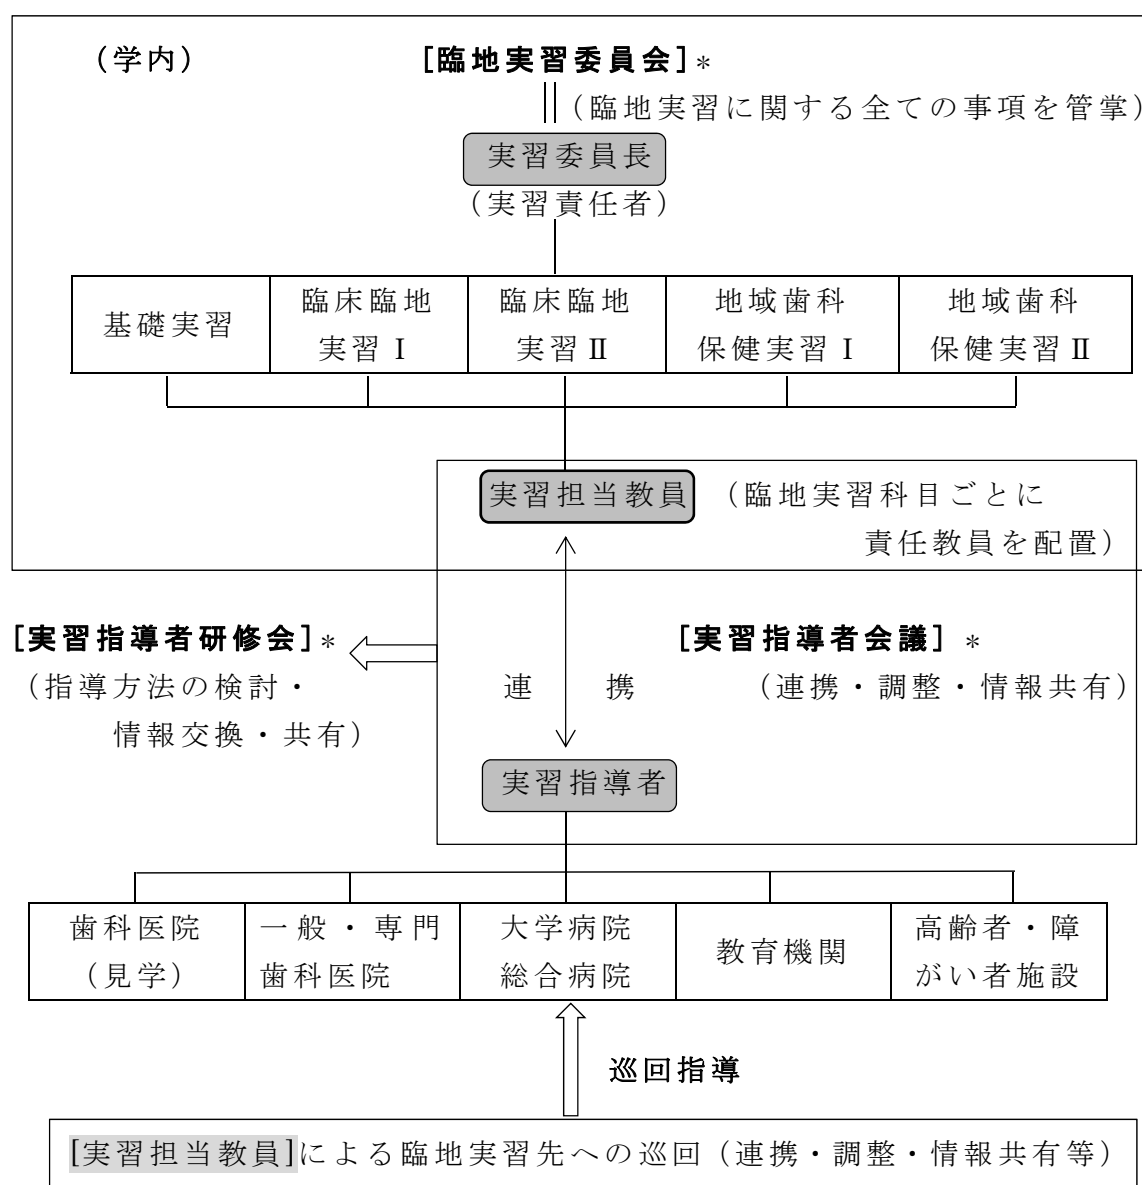 (学内)
[臨地実習委員会]*
(臨地実習に関する全ての事項を管掌)
実習委員長
(実習責任者)
基礎実習
臨床臨地
実習Ⅰ
臨床臨地
実習Ⅱ
地域歯科
保健実習Ⅰ
地域歯科
保健実習Ⅱ
実習担当教員
(臨地実習科目ごとに
責任教員を配置)
[実習指導者研修会]*
(指導方法の検討・
情報交換・共有)
連携
[実習指導者会議] *
(連携・調整・情報共有)
実習指導者
歯科医院
(見学)
一般・専門
歯科医院
大学病院
総合病院
教育機関
高齢者・障
がい者施設
巡回指導
[実習担当教員]による臨地実習先への巡回(連携・調整・情報共有等)